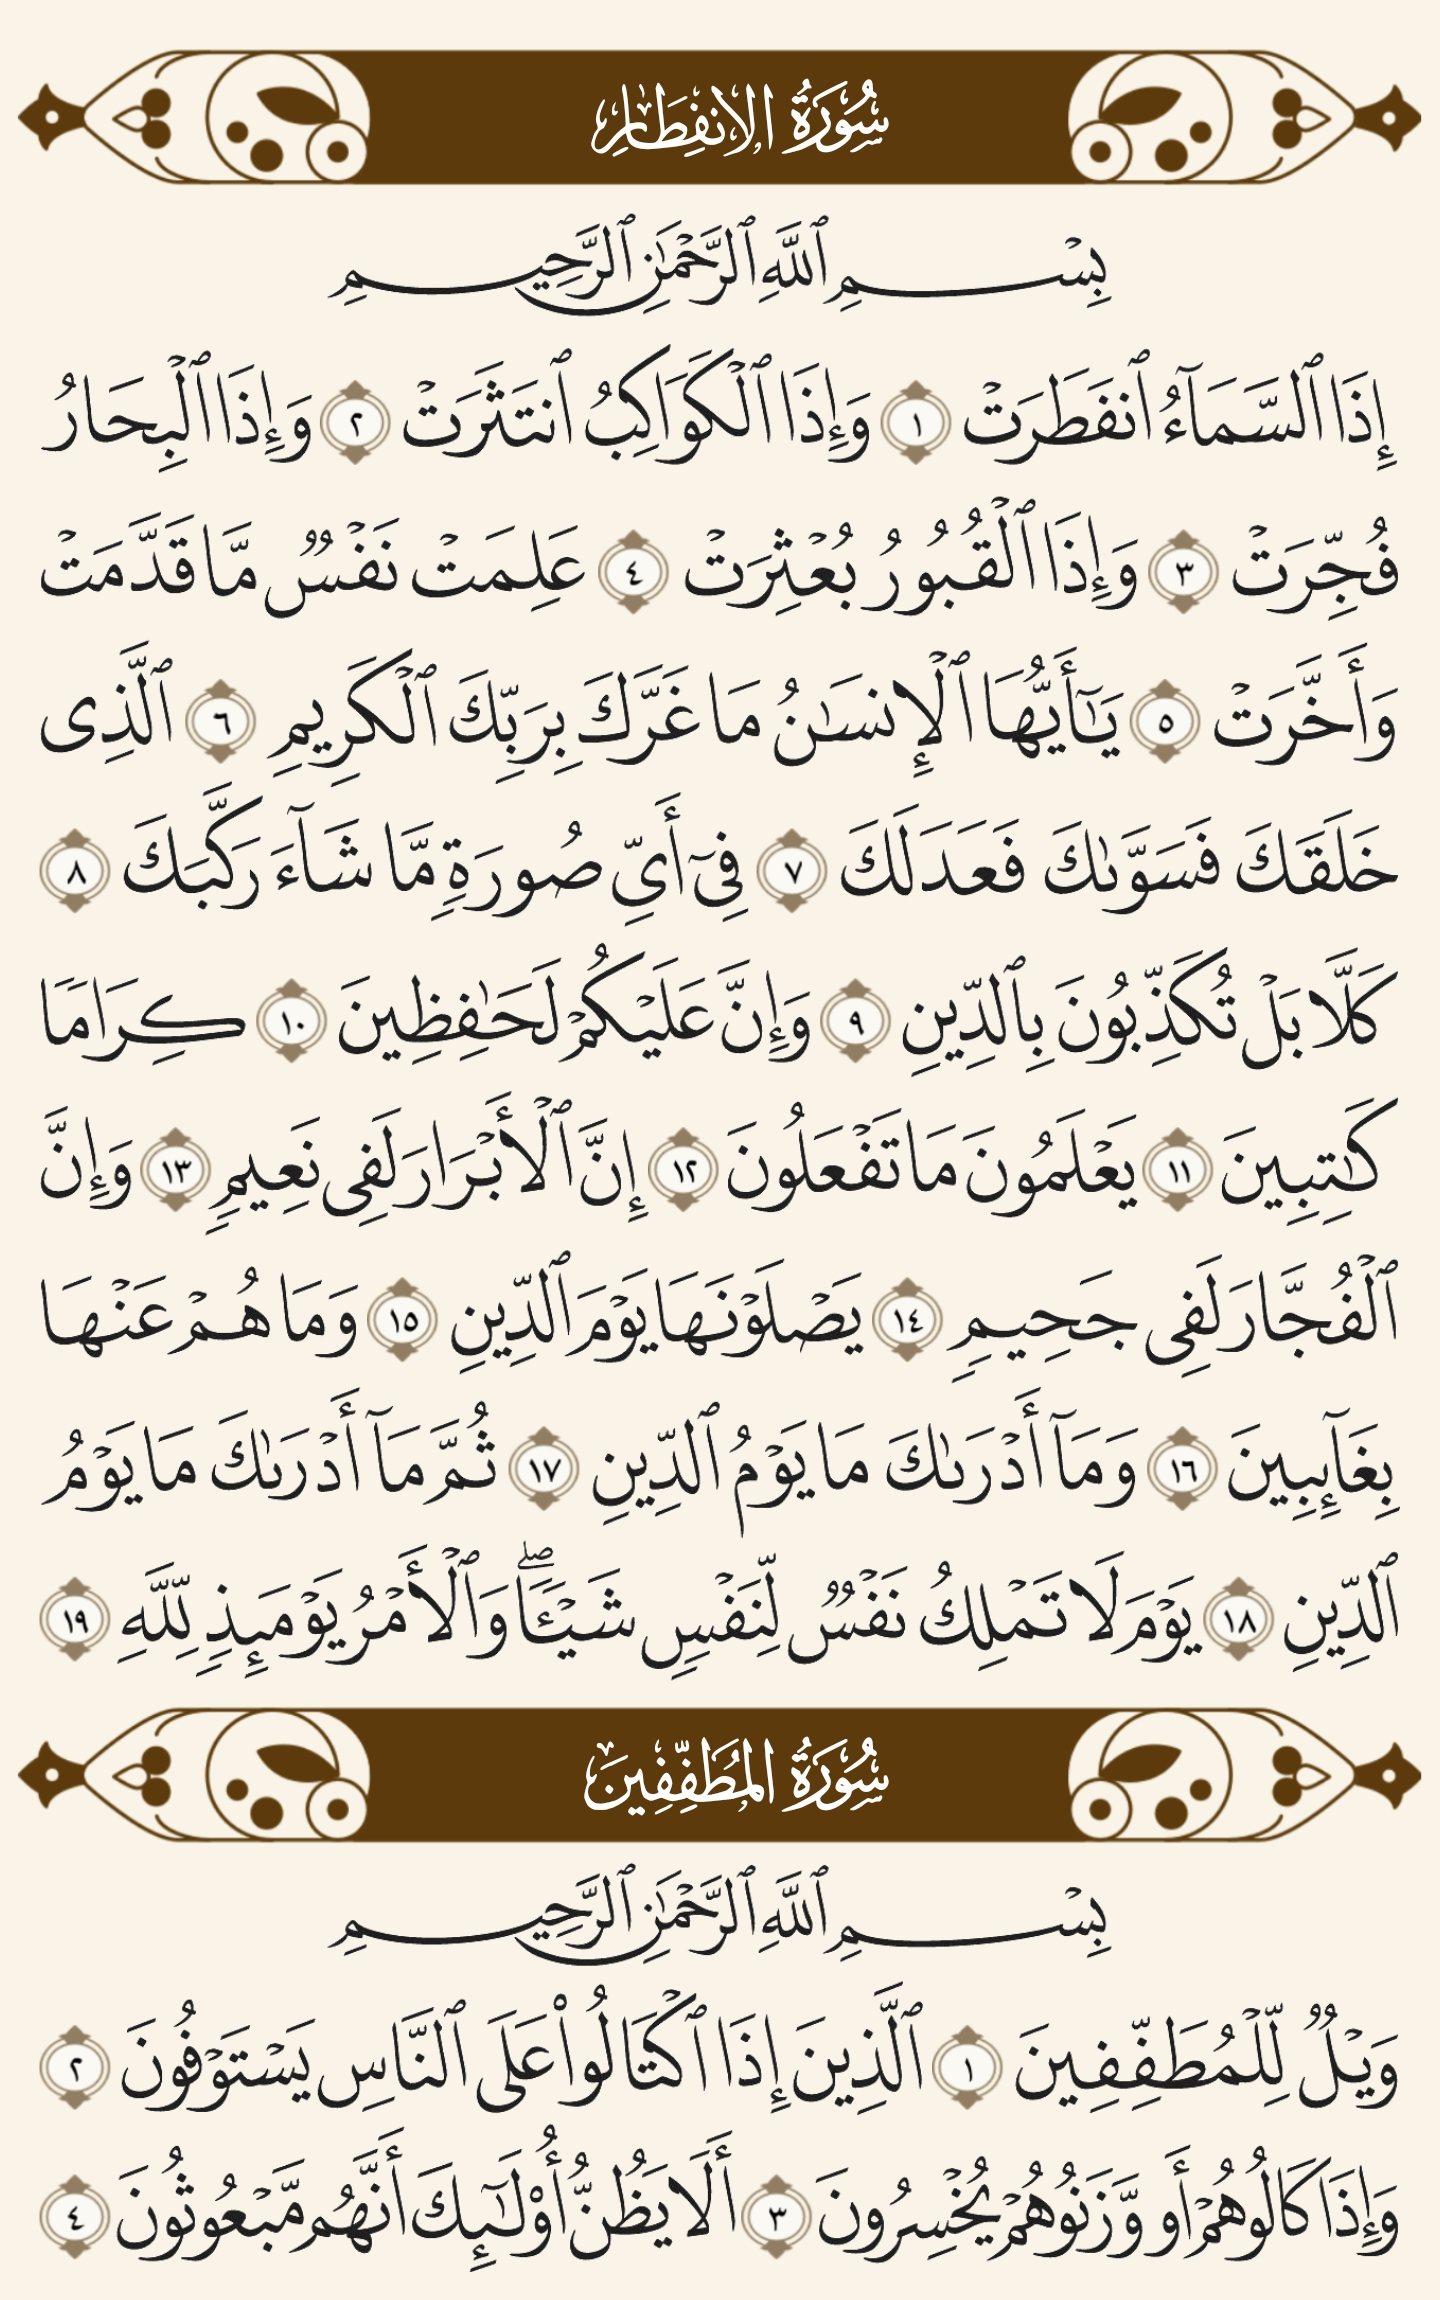 سُورَةُ الانفِطَارِ
بِسْمِ ٱللَّهِ ٱلرَّحْمَٰنِ ٱلرَّحِيمِ
إِذَا ٱلسَّمَآءُ ٱنفَطَرَتْ ١ وَإِذَا ٱلْكَوَاكِبُ ٱنتَثَرَتْ ٢ وَإِذَا ٱلْبِحَارُ
فُجِّرَتْ ٣ وَإِذَا ٱلْقُبُورُ بُعْثِرَتْ ٤ عَلِمَتْ نَفْسٌ مَّا قَدَّمَتْ
وَأَخَّرَتْ ٥ يَٰٓأَيُّهَا ٱلْإِنسَٰنُ مَا غَرَّكَ بِرَبِّكَ ٱلْكَرِيمِ ٦ ٱلَّذِى
خَلَقَكَ فَسَوَّىٰكَ فَعَدَلَكَ ٧ فِىٓ أَىِّ صُورَةٍ مَّا شَآءَ رَكَّبَكَ ٨
كَلَّا بَلْ تُكَذِّبُونَ بِٱلدِّينِ ٩ وَإِنَّ عَلَيْكُمْ لَحَٰفِظِينَ ١٠ كِرَامًا
كَٰتِبِينَ ١١ يَعْلَمُونَ مَا تَفْعَلُونَ ١٢ إِنَّ ٱلْأَبْرَارَ لَفِى نَعِيمٍ ١٣ وَإِنَّ
ٱلْفُجَّارَ لَفِى جَحِيمٍ ١٤ يَصْلَوْنَهَا يَوْمَ ٱلدِّينِ ١٥ وَمَا هُمْ عَنْهَا
بِغَآئِبِينَ ١٦ وَمَآ أَدْرَىٰكَ مَا يَوْمُ ٱلدِّينِ ١٧ ثُمَّ مَآ أَدْرَىٰكَ مَا يَوْمُ
ٱلدِّينِ ١٨ يَوْمَ لَا تَمْلِكُ نَفْسٌ لِّنَفْسٍ شَيْـًٔا ۖ وَٱلْأَمْرُ يَوْمَئِذٍ لِّلَّهِ ١٩
سُورَةُ المُطَفِّفِينَ
بِسْمِ ٱللَّهِ ٱلرَّحْمَٰنِ ٱلرَّحِيمِ
وَيْلٌ لِّلْمُطَفِّفِينَ ١ ٱلَّذِينَ إِذَا ٱكْتَالُوا۟ عَلَى ٱلنَّاسِ يَسْتَوْفُونَ ٢
وَإِذَا كَالُوهُمْ أَو وَّزَنُوهُمْ يُخْسِرُونَ ٣ أَلَا يَظُنُّ أُو۟لَٰٓئِكَ أَنَّهُم مَّبْعُوثُونَ ٤